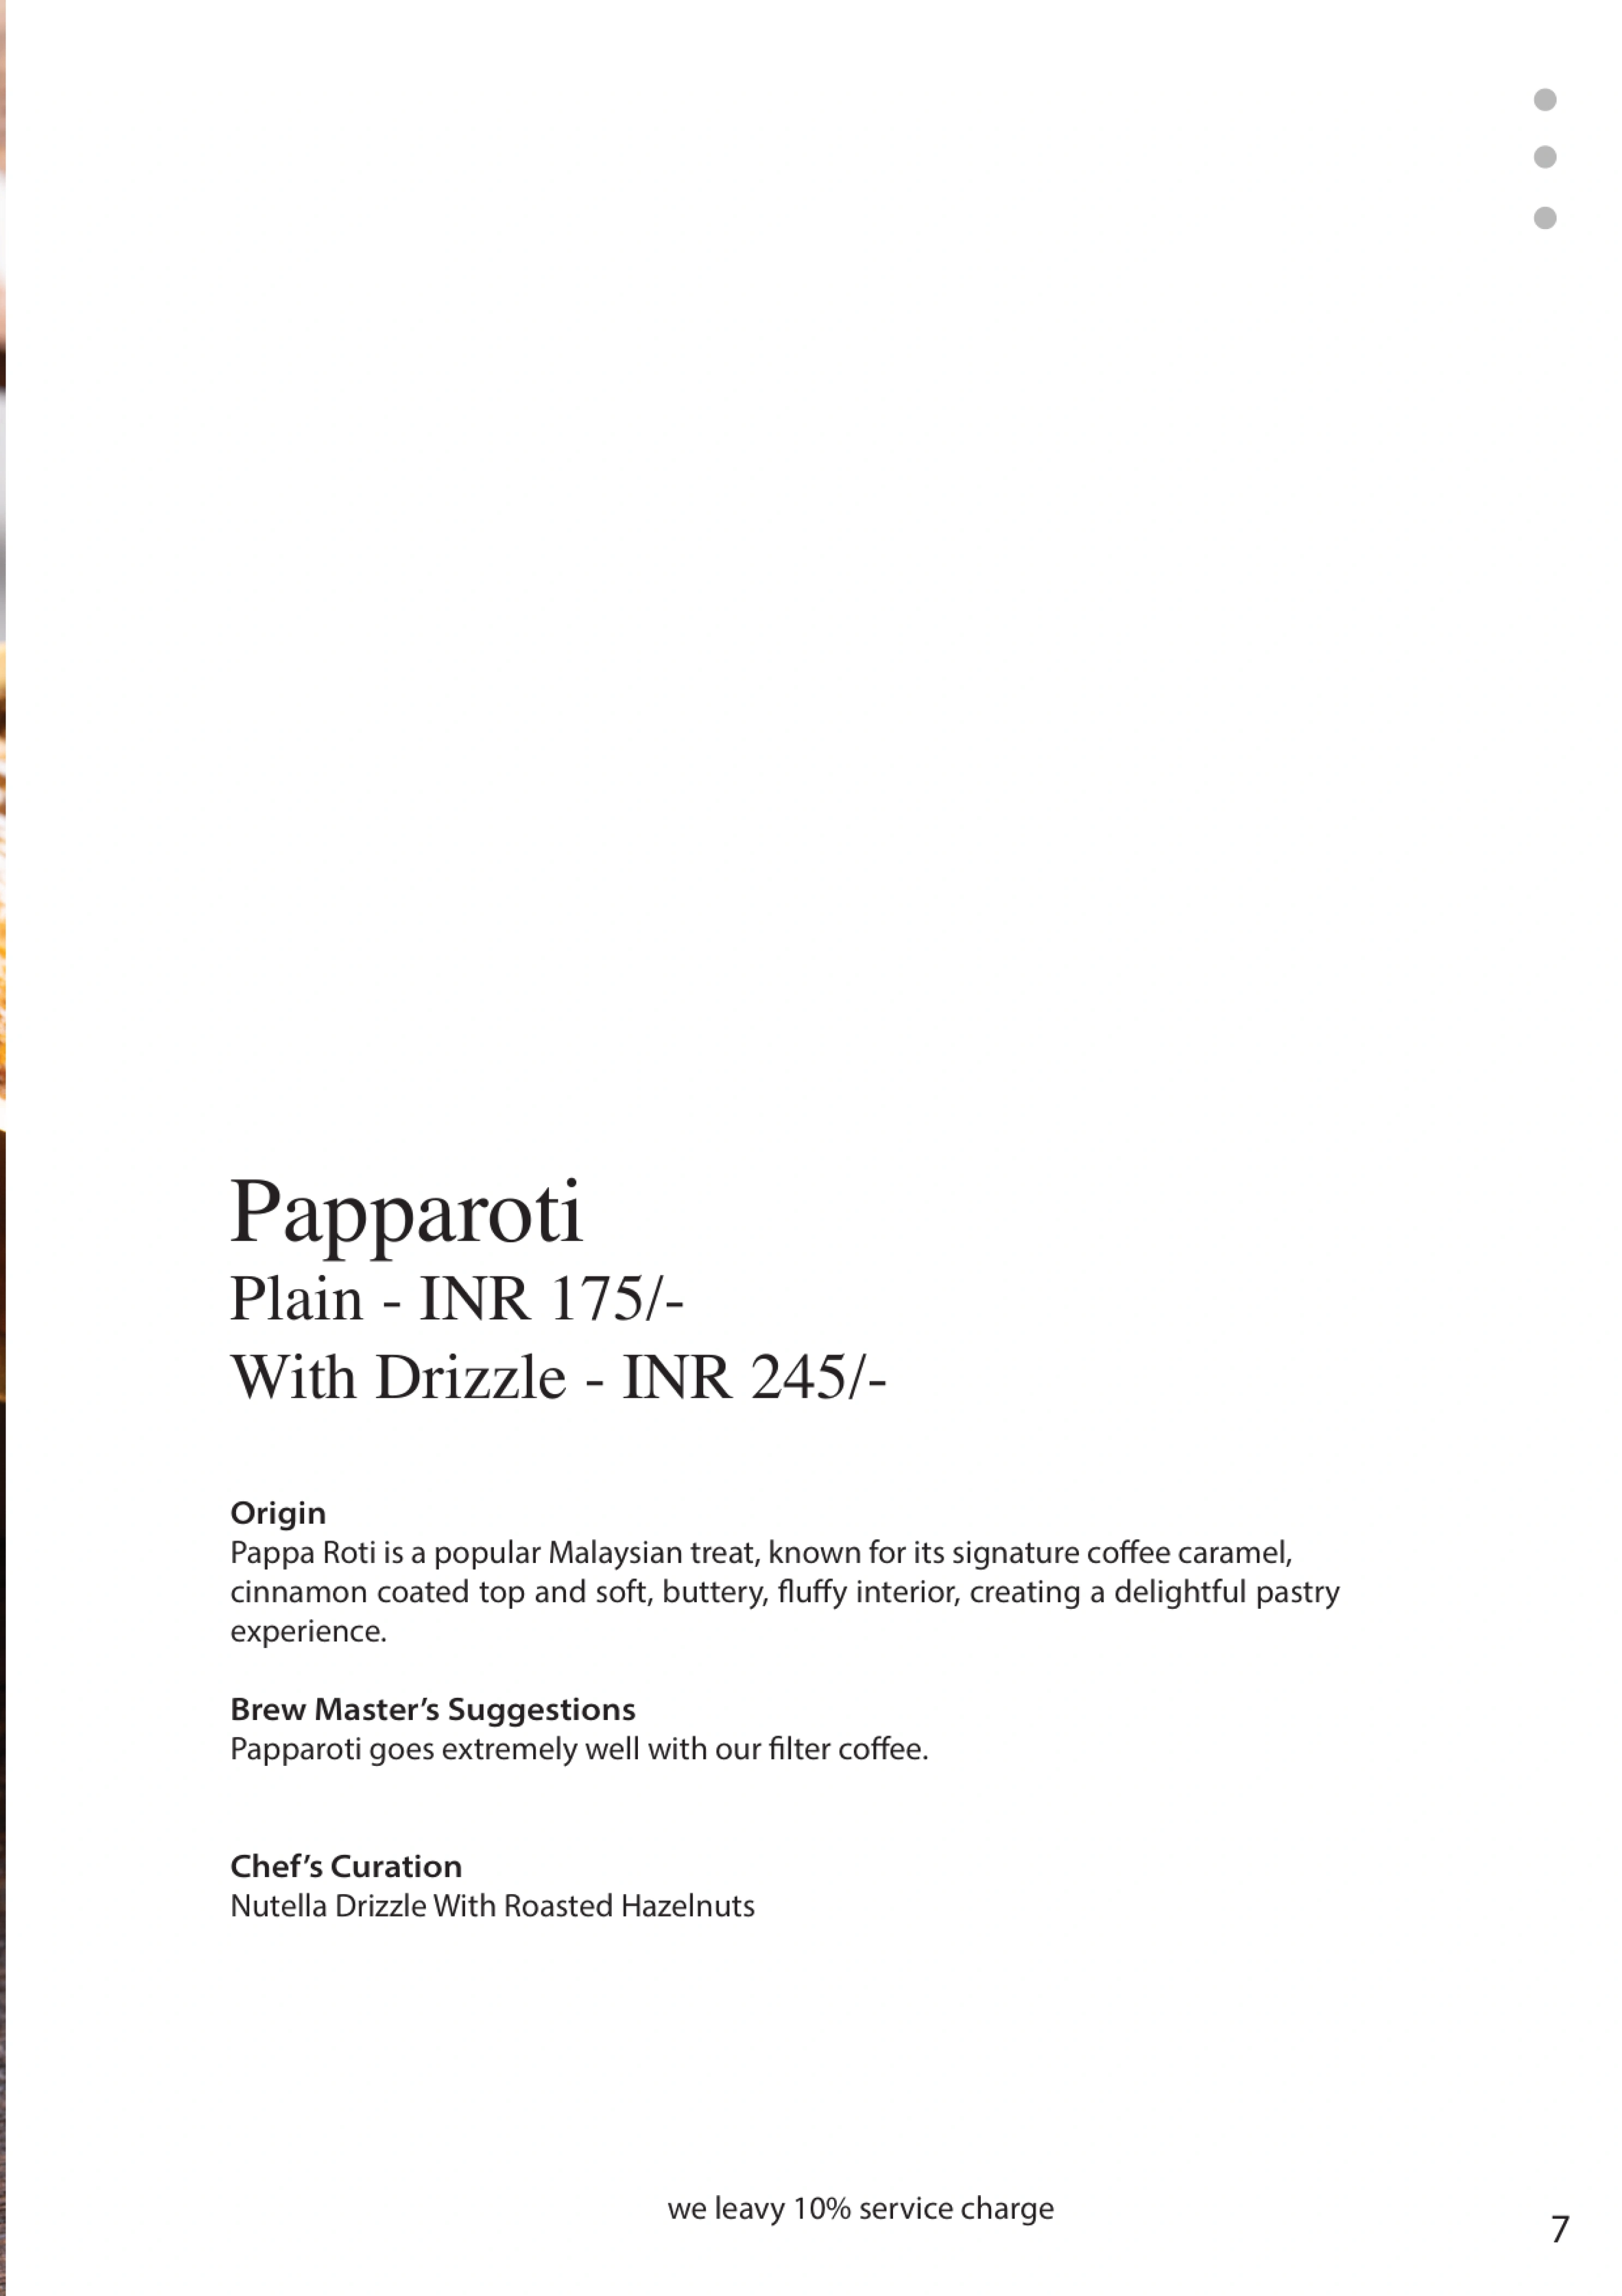 Papparoti
Plain - INR 175/-
With Drizzle - INR 245/-
Origin
Pappa Roti is a popular Malaysian treat, known for its signature coffee caramel,
cinnamon coated top and soft, buttery, fluffy interior, creating a delightful pastry
experience.
Brew Master’s Suggestions
Papparoti goes extremely well with our filter coffee.
Chef’s Curation
Nutella Drizzle With Roasted Hazelnuts
we leavy 10% service charge
7